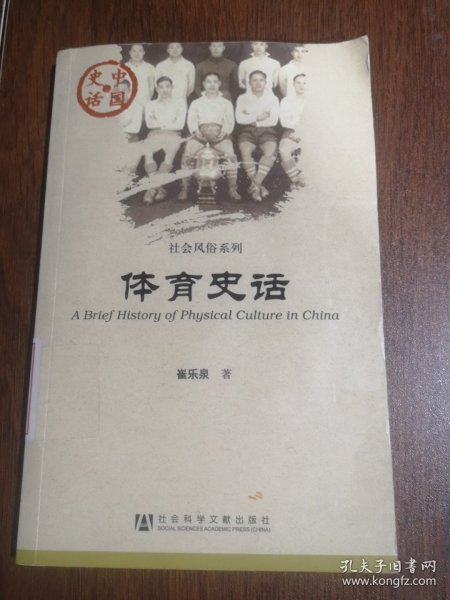 中国
史话
社会风俗系列
体育史话
A Brief History of Physical Culture in China
崔乐泉 著
社会科学文献出版社
SOCIAL SCIENCES ACADEMIC PRESS (CHINA)
孔夫子旧书网
www.kongfz.com